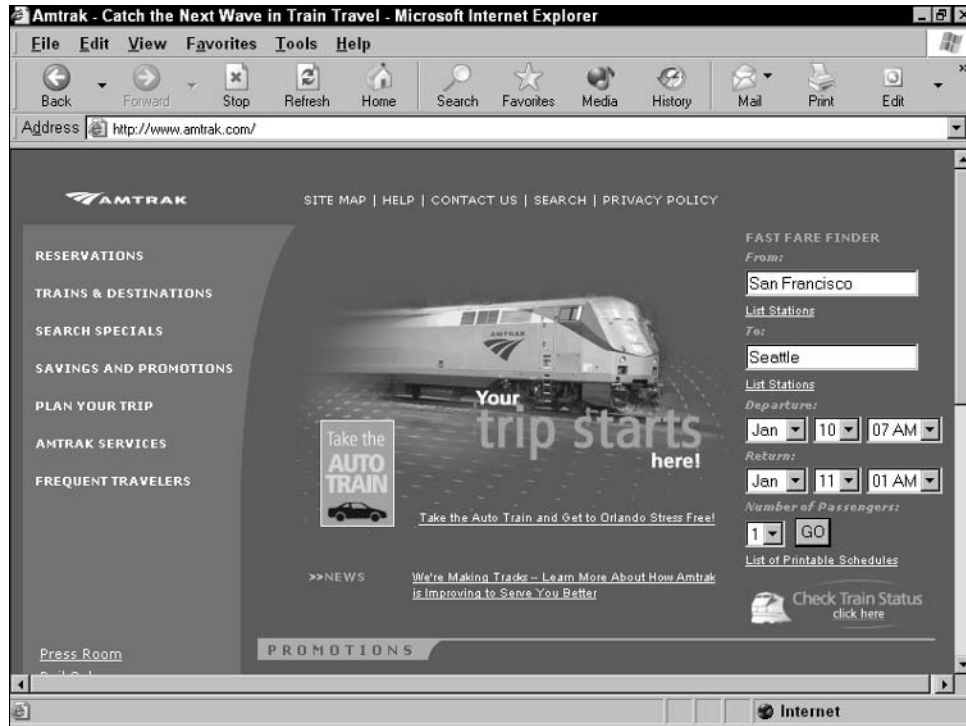 Amtrak - Catch the Next Wave in Train Travel - Microsoft Internet Explorer
File Edit View Favorites Tools Help
Back Forward Stop Refresh Home Search Favorites Media History Mail Print Edit
Address http://www.amtrak.com/
AMTRAK
SITE MAP | HELP | CONTACT US | SEARCH | PRIVACY POLICY
RESERVATIONS
TRAINS & DESTINATIONS
SEARCH SPECIALS
SAVINGS AND PROMOTIONS
PLAN YOUR TRIP
AMTRAK SERVICES
FREQUENT TRAVELERS
Press Room
AMTRAK
Your
trip starts
here!
Take the
AUTO
TRAIN
Take the Auto Train and Get to Orlando Stress Free!
>>NEWS
We're Making Tracks -- Learn More About How Amtrak
is Improving to Serve You Better
PROMOTIONS
FAST FARE FINDER
From:
San Francisco
List Stations
To:
Seattle
List Stations
Departure:
Jan 10 07 AM
Return:
Jan 11 01 AM
Number of Passengers:
1 GO
List of Printable Schedules
Check Train Status
click here
Internet